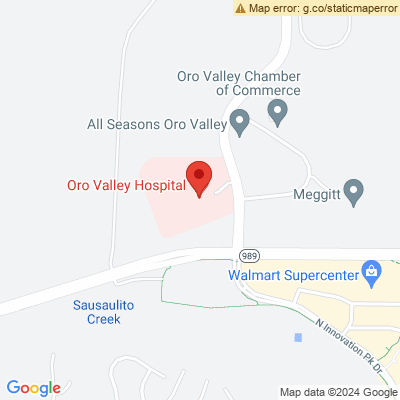 Map error: g.co/staticmaperror
Oro Valley Chamber
of Commerce
All Seasons Oro Valley
Oro Valley Hospital
Meggitt
989
Walmart Supercenter
Sausaulito
Creek
N Innovation Pk Dr
Google
Map data ©2024 Google